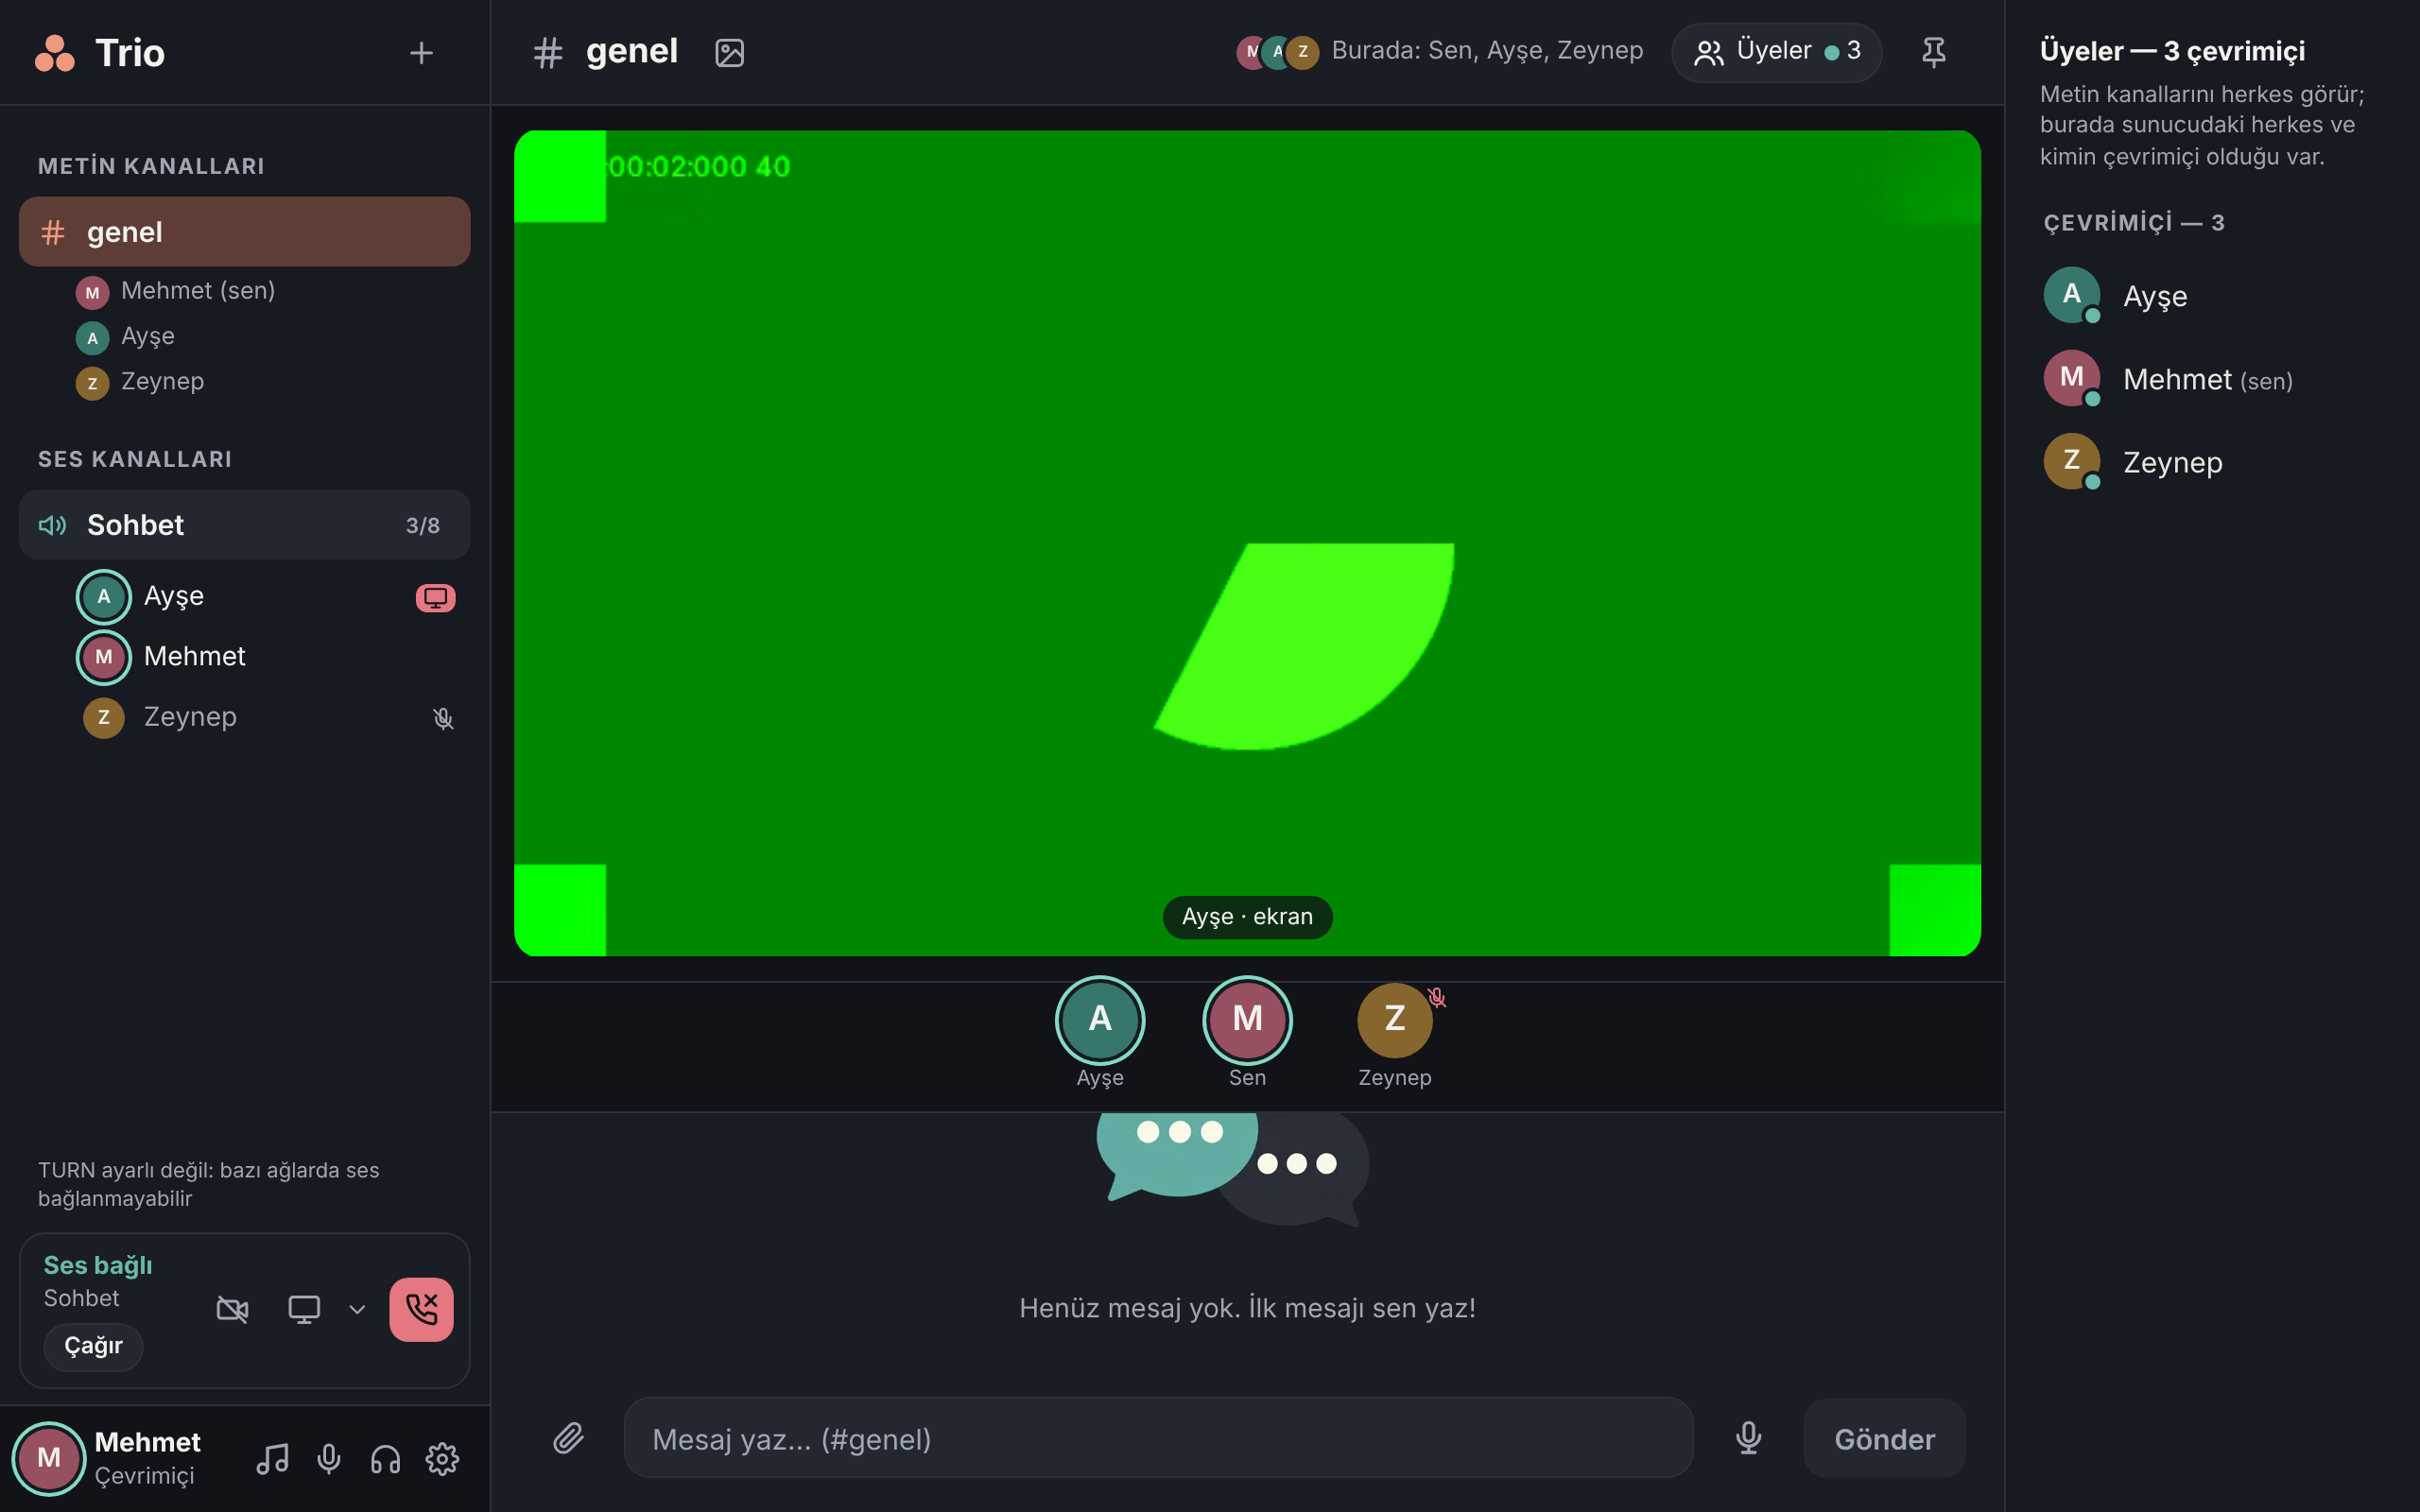 Trio
METİN KANALLARI
genel
M Mehmet (sen)
A Ayşe
Z Zeynep
SES KANALLARI
Sohbet 3/8
A Ayşe
M Mehmet
Z Zeynep
TURN ayarlı değil: bazı ağlarda ses
bağlanmayabilir
Ses bağlı
Sohbet
Çağır
M Mehmet
Çevrimiçi
# genel
M A Z Burada: Sen, Ayşe, Zeynep
Üyeler 3
:00:02:000 40
Ayşe · ekran
A M Z
Ayşe Sen Zeynep
Henüz mesaj yok. İlk mesajı sen yaz!
Mesaj yaz... (#genel)
Gönder
Üyeler — 3 çevrimiçi
Metin kanallarını herkes görür;
burada sunucudaki herkes ve
kimin çevrimiçi olduğu var.
ÇEVRİMİÇİ — 3
A Ayşe
M Mehmet (sen)
Z Zeynep